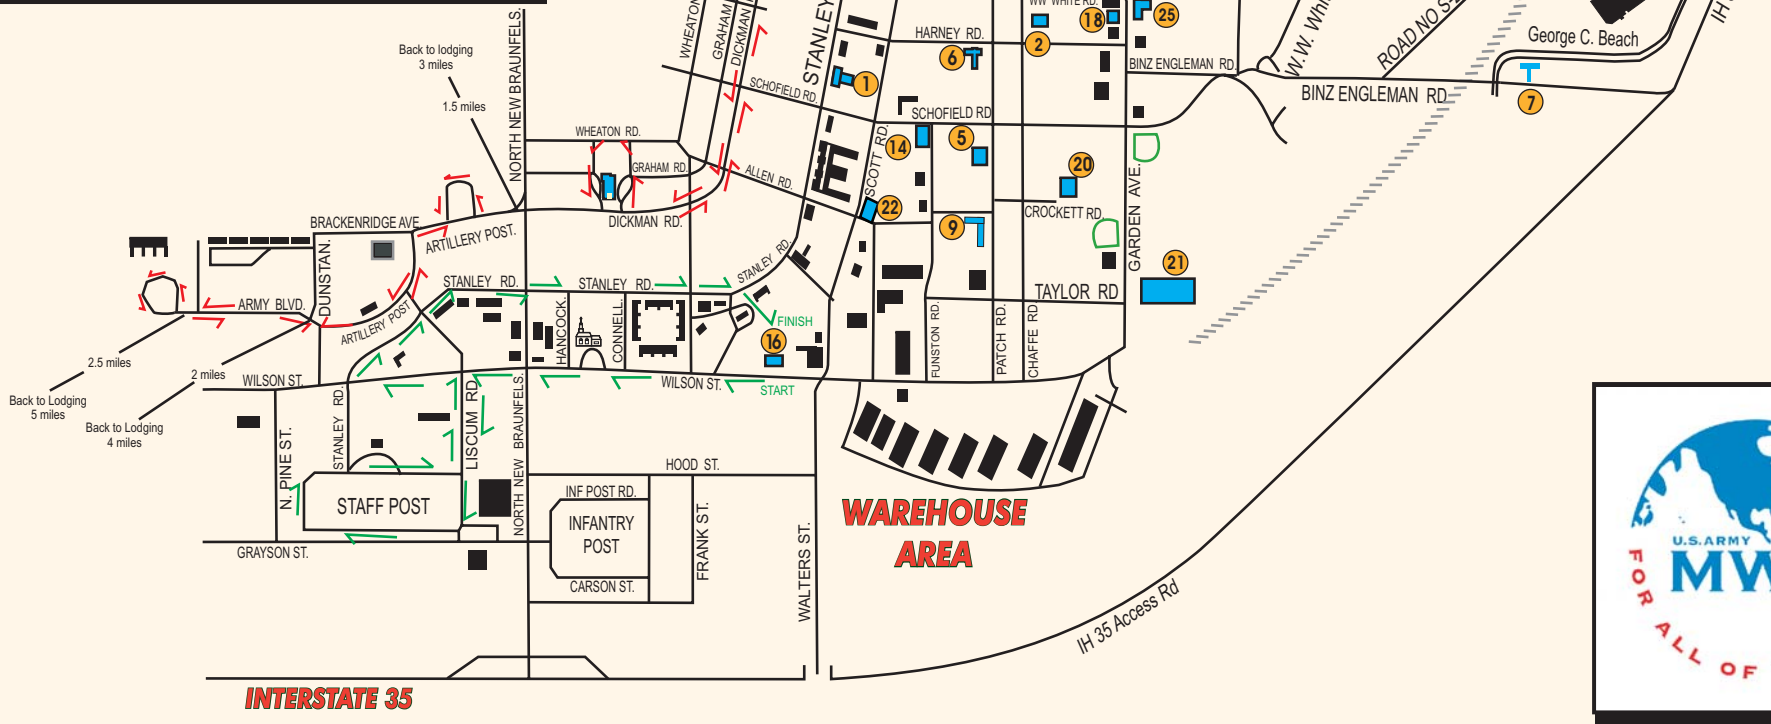 WHEATON
GRAHAM
DICKMAN
STANLEY
WW WHITE RD.
18
25
2
HARNEY RD.
6
1
NORTH NEW BRAUNFELS.
Back to lodging
3 miles
1.5 miles
SCHOFIELD RD.
SCHOFIELD RD
BINZ ENGLEMAN RD.
ROAD NO S-
George C. Beach
IH
BINZ ENGLEMAN RD
7
WHEATON RD.
GRAHAM RD.
ALLEN RD.
SCOTT RD.
14
5
20
22
9
CROCKETT RD.
GARDEN AVE.
21
BRACKENRIDGE AVE.
ARTILLERY POST.
DICKMAN RD.
DUNSTAN.
STANLEY RD.
STANLEY RD.
STANLEY RD.
TAYLOR RD
ARMY BLVD.
ARTILLERY POST
HANCOCK.
CONNELL.
FINISH
16
FUNSTON RD.
PATCH RD.
CHAFFE RD.
2.5 miles
2 miles
Back to Lodging
5 miles
Back to Lodging
4 miles
WILSON ST.
WILSON ST.
START
N. PINE ST.
STANLEY RD.
LISCUM RD.
NORTH NEW BRAUNFELS.
HOOD ST.
STAFF POST
INF POST RD.
INFANTRY
POST
FRANK ST.
WALTERS ST.
WAREHOUSE
AREA
GRAYSON ST.
CARSON ST.
IH 35 Access Rd
INTERSTATE 35
U.S.ARMY
MW
FOR ALL OF